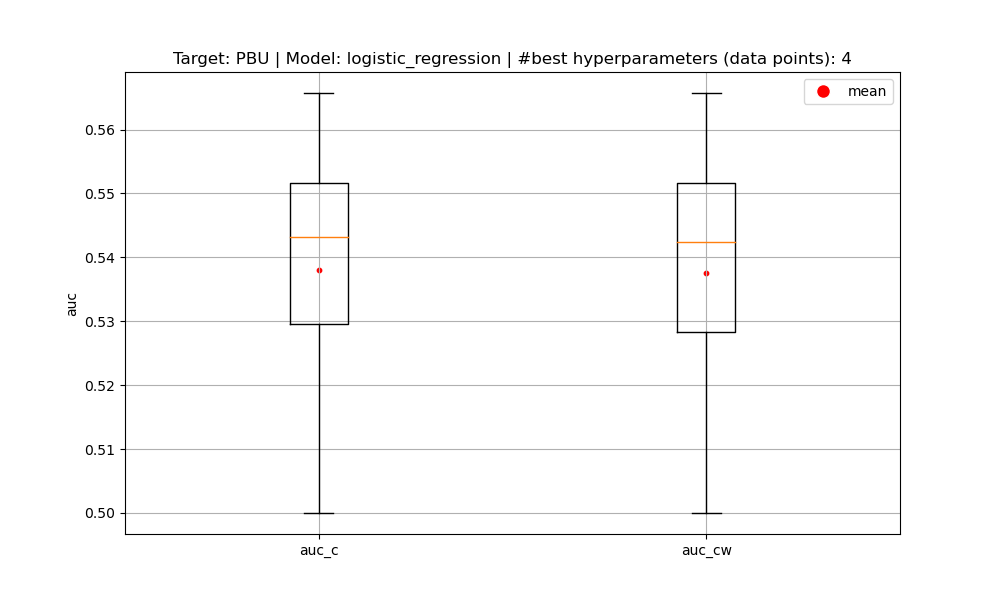 Target: PBU | Model: logistic_regression | #best hyperparameters (data points): 4
mean
0.56
0.55
0.54
0.53
0.52
0.51
0.50
auc
auc_c
auc_cw